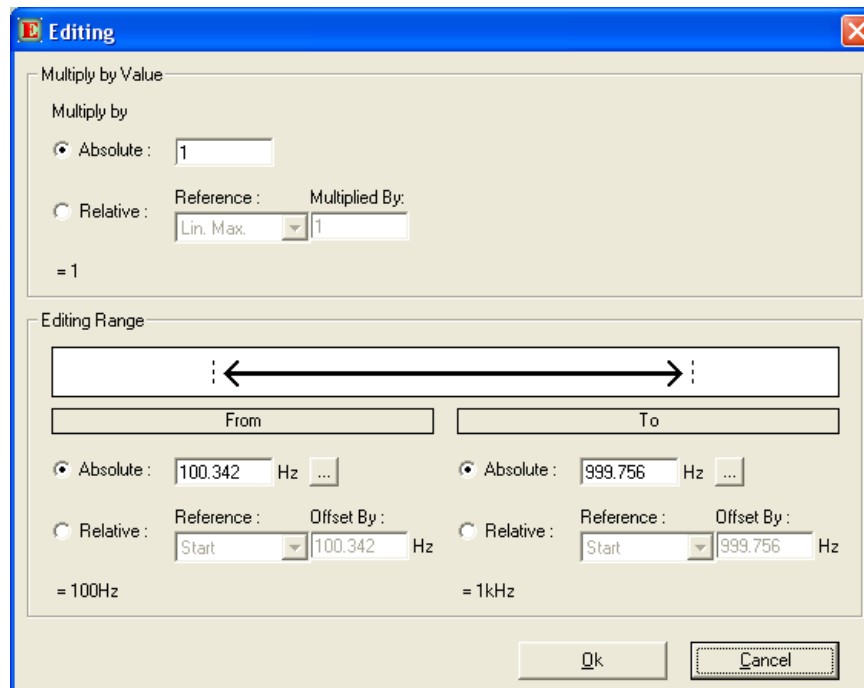 E Editing
Multiply by Value
Multiply by
Absolute : 1
Reference : Multiplied By:
Relative : Lin. Max. 1
= 1
Editing Range
From To
Absolute : 100.342 Hz ... Absolute : 999.756 Hz ...
Reference : Offset By : Reference : Offset By :
Relative : Start 100.342 Hz Relative : Start 999.756 Hz
= 100Hz = 1kHz
Ok Cancel